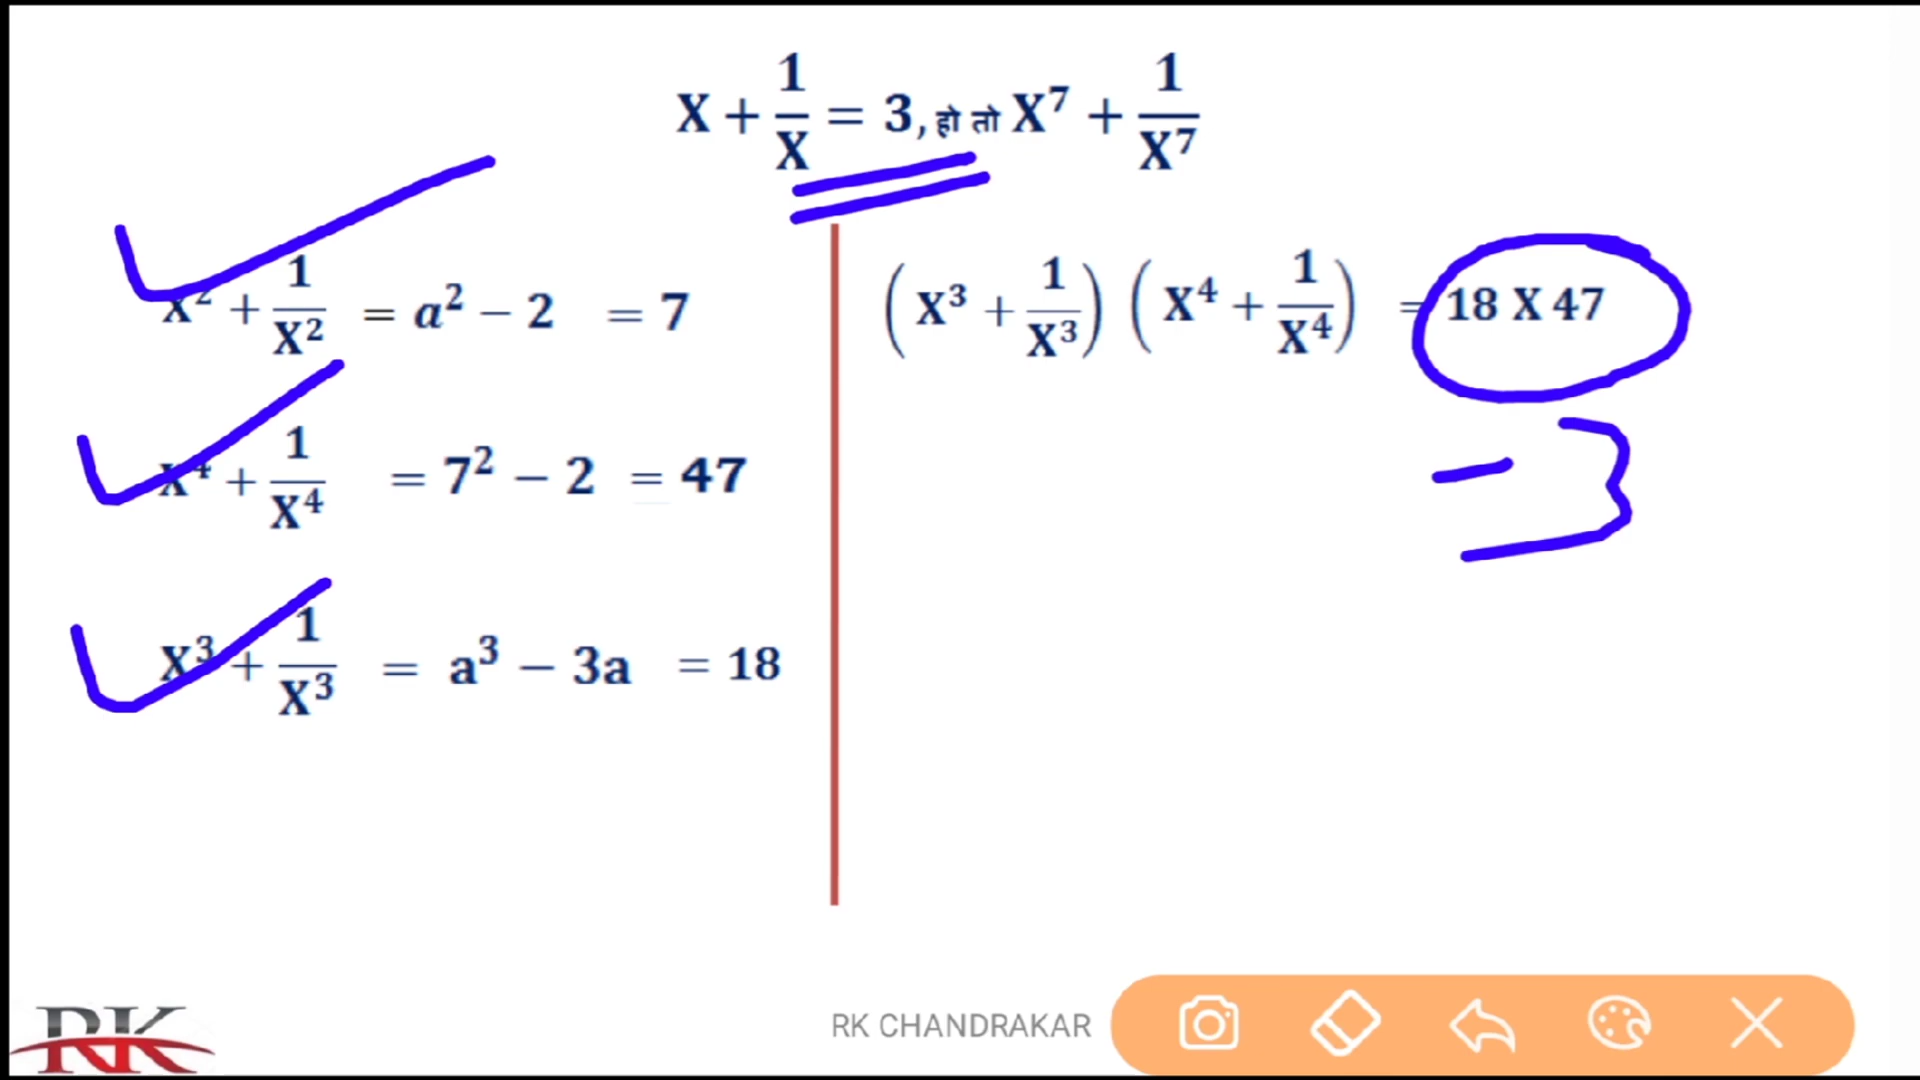 X + 1/X = 3, हो तो X⁷ + 1/X⁷
X² + 1/X² = a² − 2 = 7
X⁴ + 1/X⁴ = 7² − 2 = 47
X³ + 1/X³ = a³ − 3a = 18
(X³ + 1/X³) (X⁴ + 1/X⁴) = 18 X 47
− 3
RK
RK CHANDRAKAR